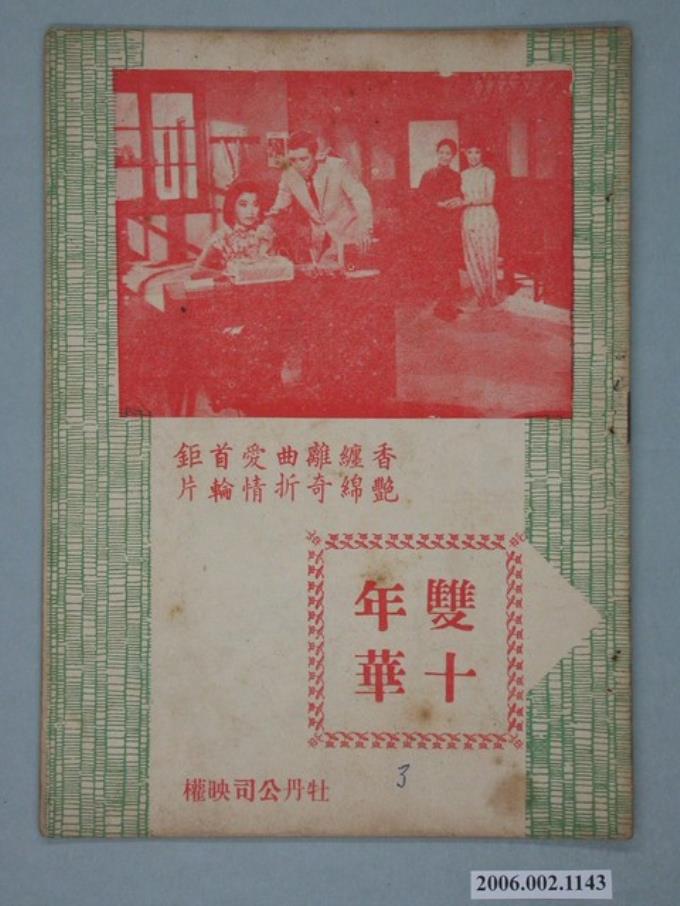 香艷纏綿離奇曲折愛情首輪鉅片
雙十年華
牡丹公司映權
3
2006.002.1143